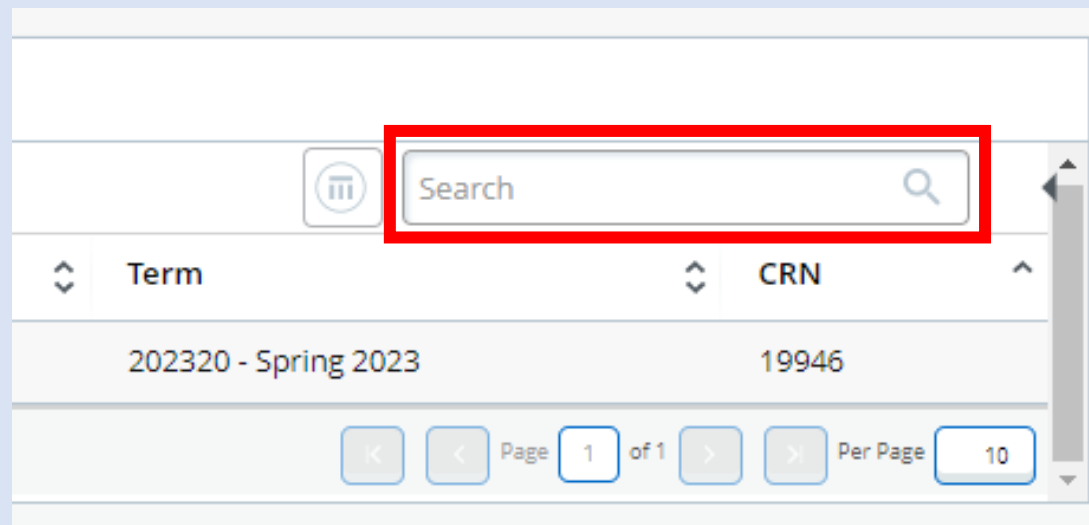 Search
Term CRN
202320 - Spring 2023 19946
Page 1 of 1 Per Page 10